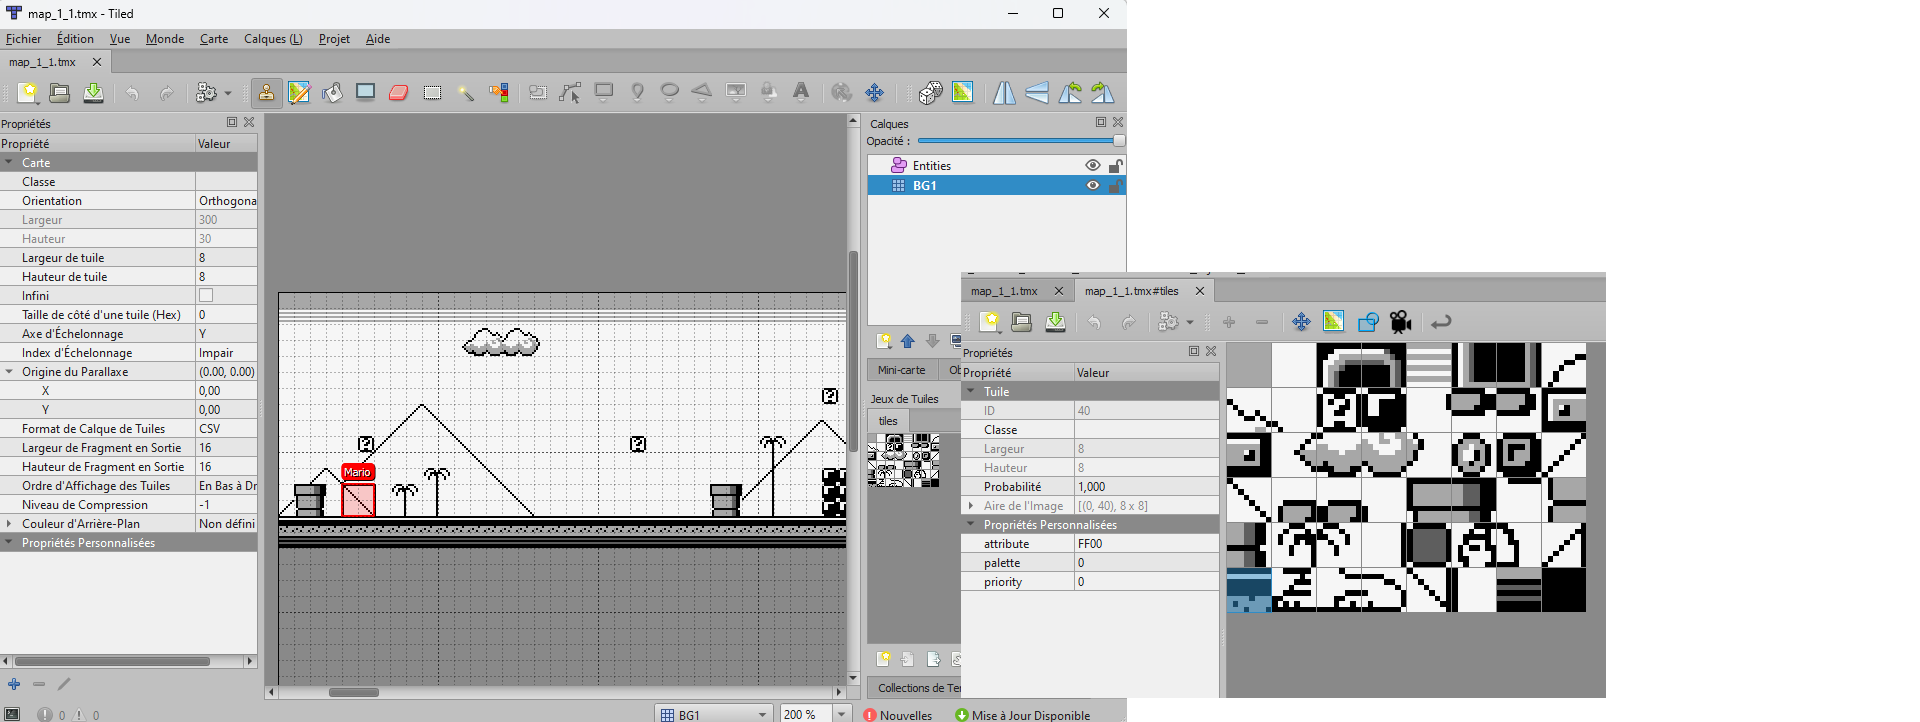 map_1_1.tmx - Tiled
Fichier Édition Vue Monde Carte Calques (L) Projet Aide
map_1_1.tmx
Propriétés
Propriété Valeur
Carte
Classe
Orientation Orthogona
Largeur 300
Hauteur 30
Largeur de tuile 8
Hauteur de tuile 8
Infini
Taille de côté d'une tuile (Hex) 0
Axe d'Échelonnage Y
Index d'Échelonnage Impair
Origine du Parallaxe (0.00, 0.00)
X 0,00
Y 0,00
Format de Calque de Tuiles CSV
Largeur de Fragment en Sortie 16
Hauteur de Fragment en Sortie 16
Ordre d'Affichage des Tuiles En Bas à Dr
Niveau de Compression -1
Couleur d'Arrière-Plan Non défini
Propriétés Personnalisées
0 0
?
?
?
Mario
BG1 200 %
Nouvelles
Mise à Jour Disponible
Calques
Opacité :
Entities
BG1
Mini-carte Ob
Jeux de Tuiles
tiles
Collections de Ter
map_1_1.tmx map_1_1.tmx#tiles
Propriétés
Propriété Valeur
Tuile
ID 40
Classe
Largeur 8
Hauteur 8
Probabilité 1,000
Aire de l'Image [(0, 40), 8 x 8]
Propriétés Personnalisées
attribute FF00
palette 0
priority 0
?